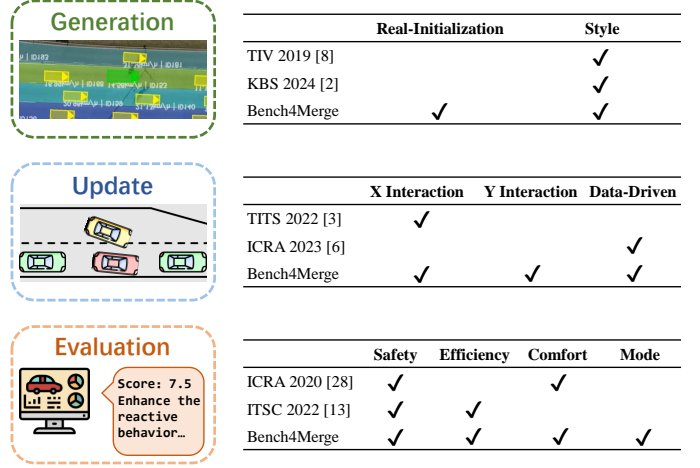 Generation
Real-Initialization Style
TIV 2019 [8] ✓
KBS 2024 [2] ✓
Bench4Merge ✓ ✓
Update
X Interaction Y Interaction Data-Driven
TITS 2022 [3] ✓
ICRA 2023 [6] ✓
Bench4Merge ✓ ✓ ✓
Evaluation
Score: 7.5
Enhance the
reactive
behavior…
Safety Efficiency Comfort Mode
ICRA 2020 [28] ✓ ✓
ITSC 2022 [13] ✓ ✓
Bench4Merge ✓ ✓ ✓ ✓